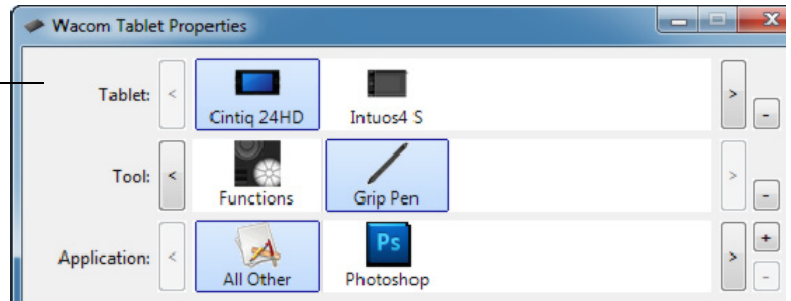 Wacom Tablet Properties
Tablet: < Cintiq 24HD Intuos4 S > -
Tool: < Functions Grip Pen > -
Application: < All Other Ps Photoshop > + -